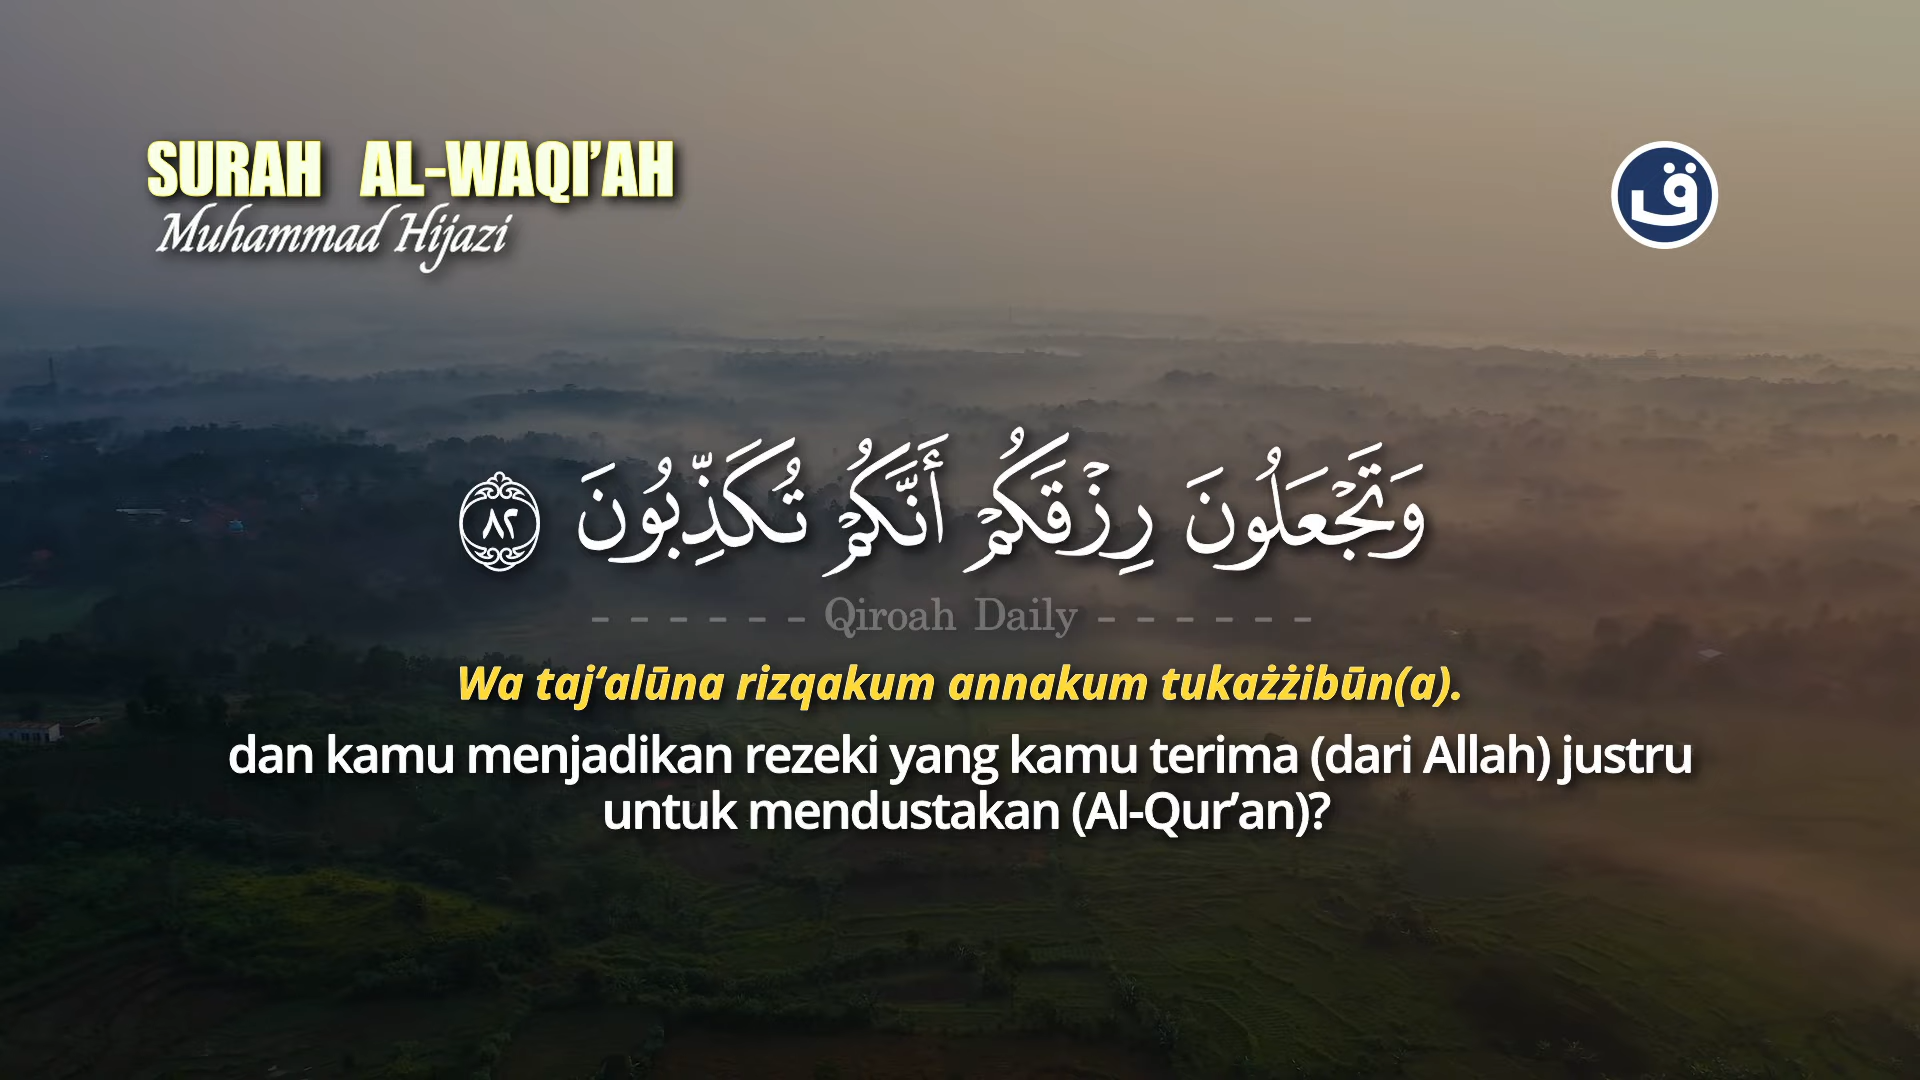 SURAH AL-WAQI’AH
Muhammad Hijazi
ق
وَتَجْعَلُونَ رِزْقَكُمْ أَنَّكُمْ تُكَذِّبُونَ ٨٢
- - - - - - Qiroah Daily - - - - - -
Wa taj‘alūna rizqakum annakum tukażżibūn(a).
dan kamu menjadikan rezeki yang kamu terima (dari Allah) justru
untuk mendustakan (Al-Qur’an)?